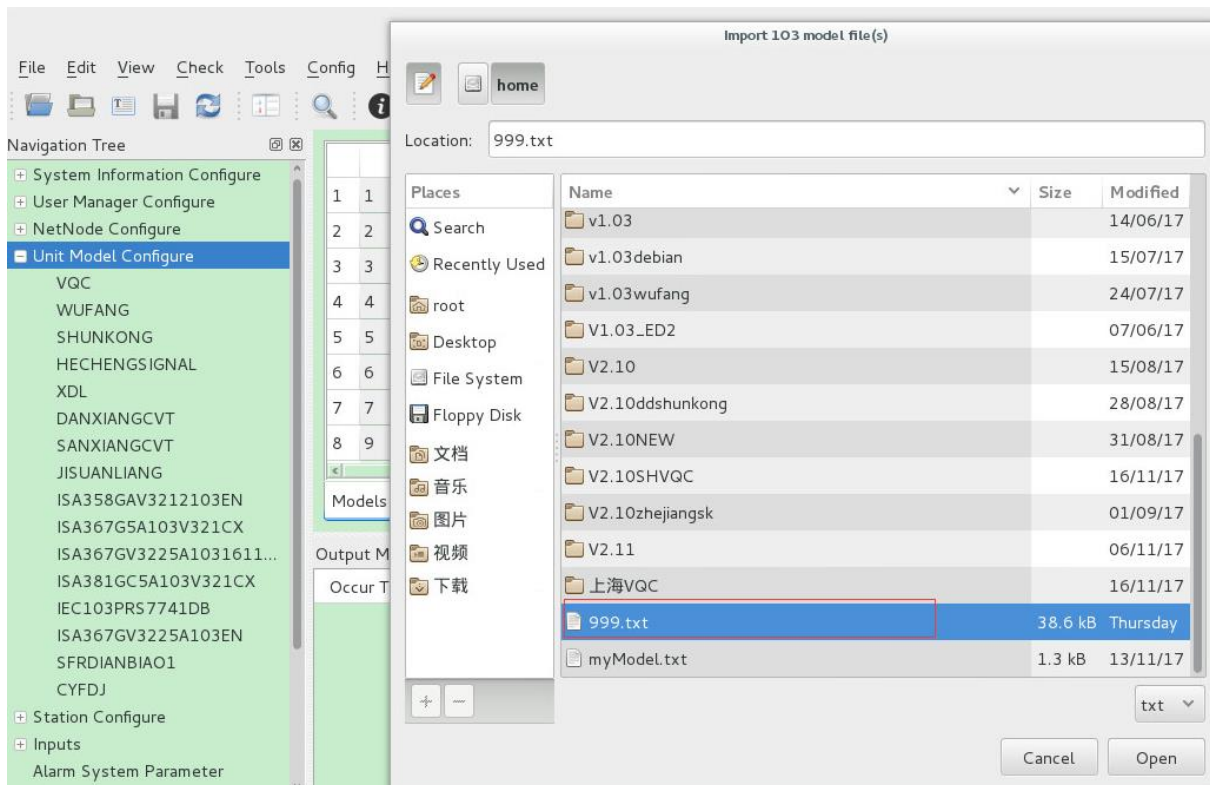 Import 103 model file(s)
File Edit View Check Tools Config H
home
Location: 999.txt
Navigation Tree
System Information Configure
User Manager Configure
NetNode Configure
Unit Model Configure
VQC
WUFANG
SHUNKONG
HECHENGSIGNAL
XDL
DANXIANGCVT
SANXIANGCVT
JISUANLIANG
ISA358GAV3212103EN
ISA367G5A103V321CX
ISA367GV3225A1031611...
ISA381GC5A103V321CX
IEC103PRS7741DB
ISA367GV3225A103EN
SFRDIANBIAO1
CYFDJ
Station Configure
Inputs
Alarm System Parameter
1 1
2 2
3 3
4 4
5 5
6 6
7 7
8 9
Models
Output M
Occur T
Places
Search
Recently Used
root
Desktop
File System
Floppy Disk
文档
音乐
图片
视频
下载
Name Size Modified
v1.03 14/06/17
v1.03debian 15/07/17
v1.03wufang 24/07/17
V1.03_ED2 07/06/17
V2.10 15/08/17
V2.10ddshunkong 28/08/17
V2.10NEW 31/08/17
V2.10SHVQC 16/11/17
V2.10zhejiangsk 01/09/17
V2.11 06/11/17
上海VQC 16/11/17
999.txt 38.6 kB Thursday
myModel.txt 1.3 kB 13/11/17
txt
Cancel Open